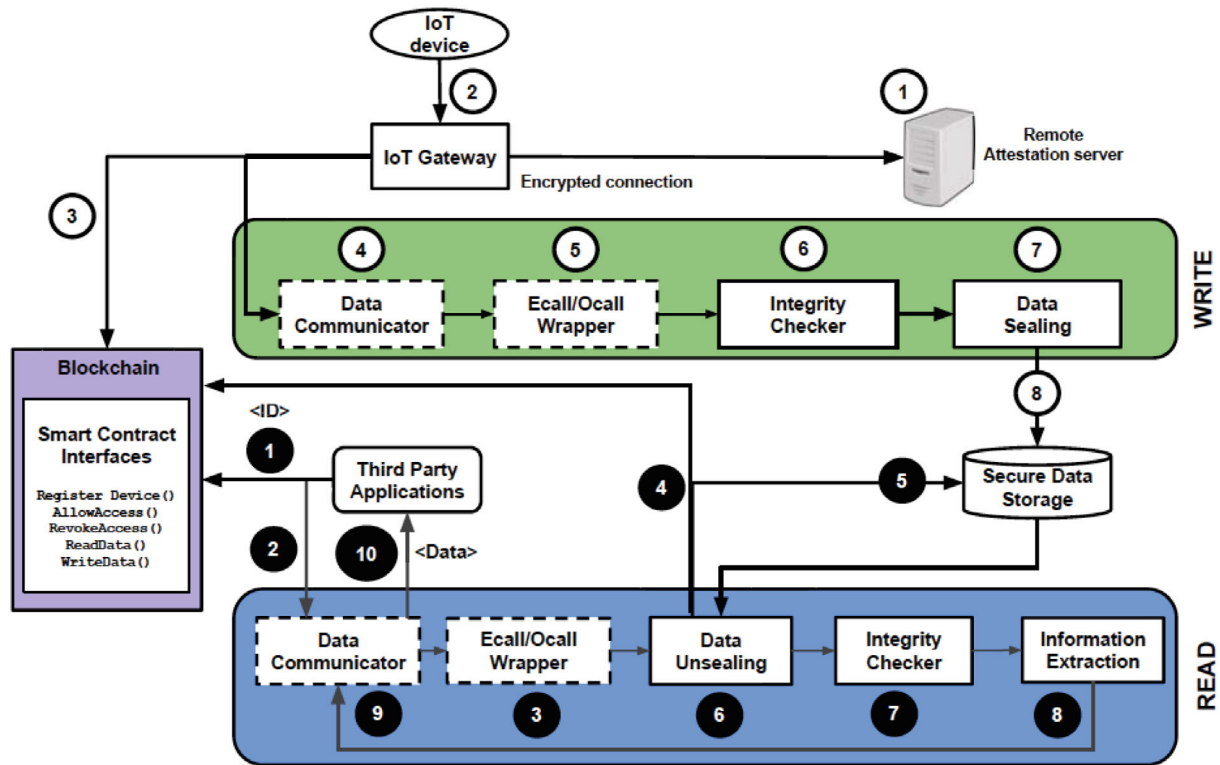 IoT
device
2
1
IoT Gateway
Remote
Attestation server
Encrypted connection
3
4
5
6
7
Data
Communicator
Ecall/Ocall
Wrapper
Integrity
Checker
Data
Sealing
WRITE
8
Blockchain
Smart Contract
Interfaces
Register Device()
AllowAccess()
RevokeAccess()
ReadData()
WriteData()
<ID>
1
Third Party
Applications
4
5
Secure Data
Storage
2
10
<Data>
Data
Communicator
Ecall/Ocall
Wrapper
Data
Unsealing
Integrity
Checker
Information
Extraction
9
3
6
7
8
READ